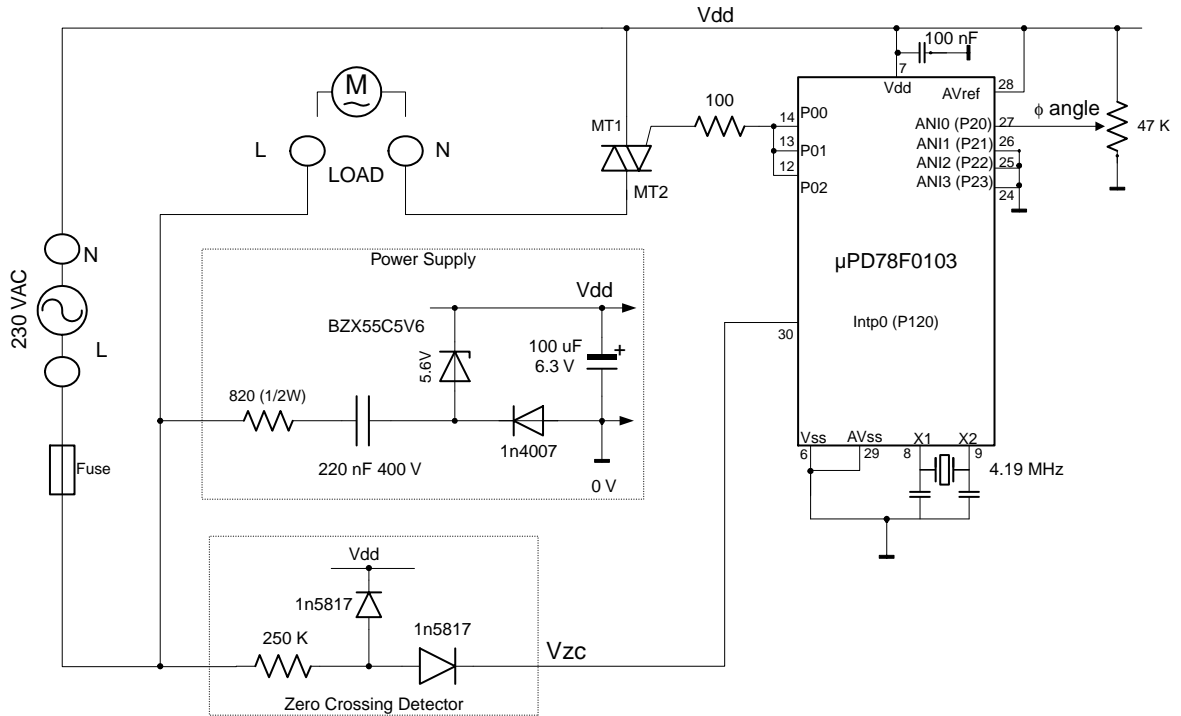 Vdd
100 nF
7
Vdd
28
AVref
M
100
14
P00
ANI0 (P20)
27
ϕ angle
47 K
MT1
13
P01
ANI1 (P21)
26
L
N
12
ANI2 (P22)
25
LOAD
P02
ANI3 (P23)
24
MT2
N
230 VAC
L
Power Supply
µPD78F0103
Vdd
BZX55C5V6
Intp0 (P120)
30
5.6V
100 uF
+
6.3 V
820 (1/2W)
1n4007
220 nF 400 V
0 V
Fuse
Vss
AVss
X1
X2
6
29
8
9
4.19 MHz
Vdd
1n5817
1n5817
250 K
Vzc
Zero Crossing Detector